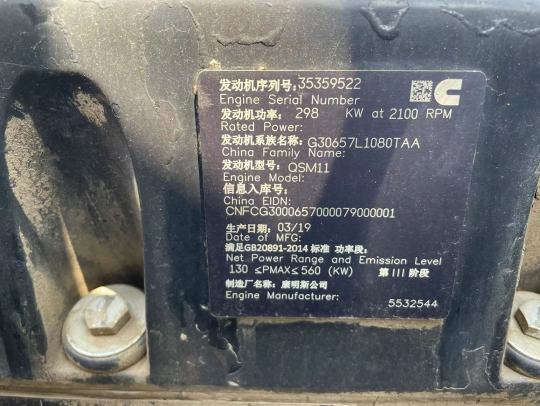 发动机序列号:35359522
Engine Serial Number
发动机功率: 298 KW at 2100 RPM
Rated Power:
发动机系族名称:G30657L1080TAA
China Family Name:
发动机型号: QSM11
Engine Model:
信息入库号:
China EIDN:
CNFCG3000657000079000001
生产日期: 03/19
Date of MFG:
满足GB20891-2014 标准 功率段:
Net Power Range and Emission Level
130 ≤PMAX≤560 (KW) 第III阶段
制造厂名称: 康明斯公司
Engine Manufacturer: 5532544